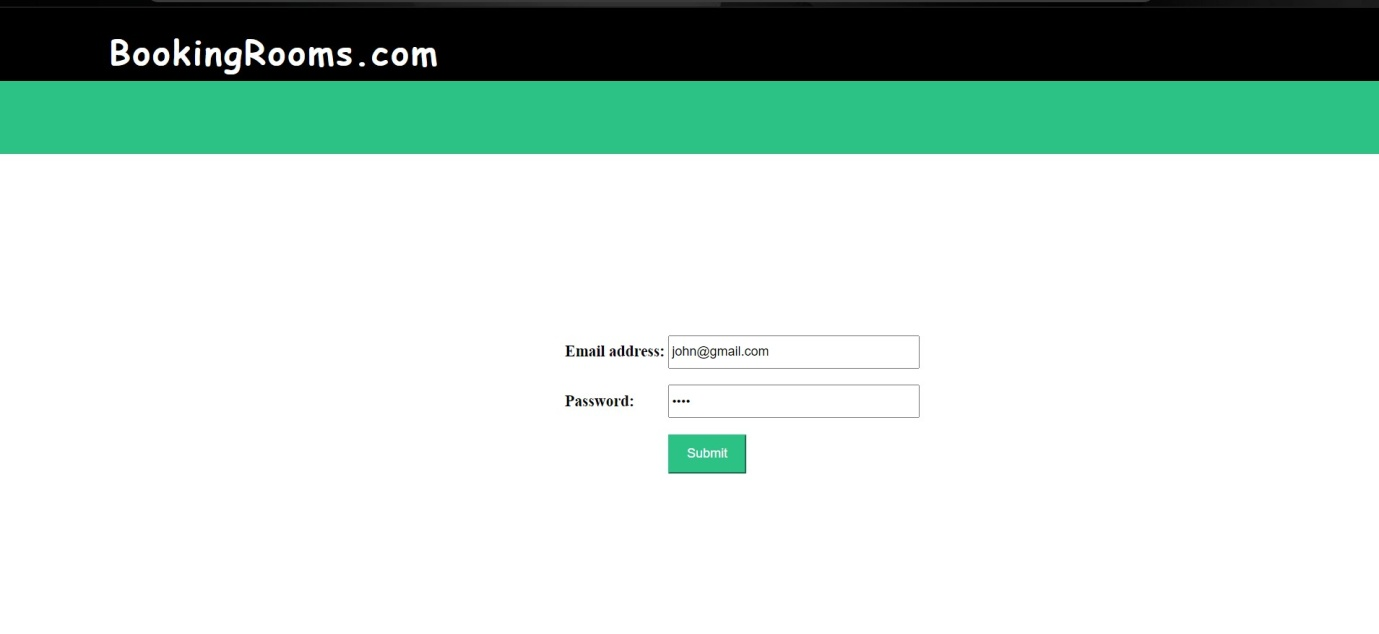 BookingRooms.com
Email address: john@gmail.com
Password: ••••
Submit